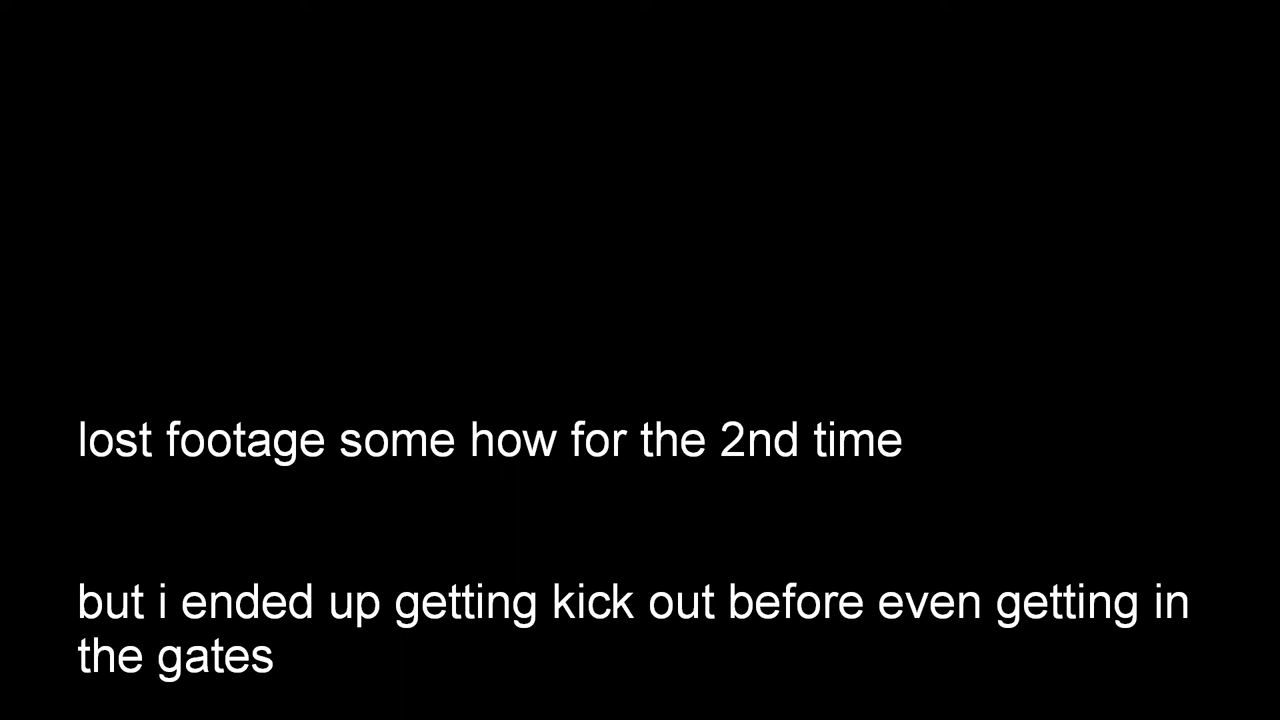 lost footage some how for the 2nd time
but i ended up getting kick out before even getting in
the gates